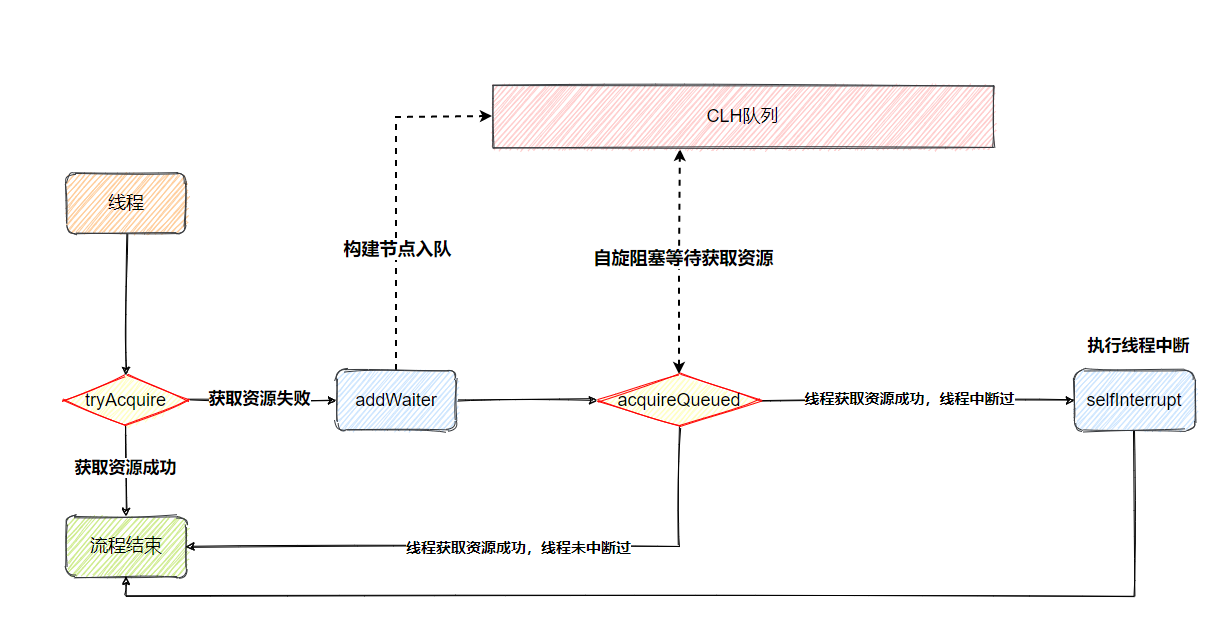 CLH队列
线程
构建节点入队
自旋阻塞等待获取资源
执行线程中断
tryAcquire
获取资源失败
addWaiter
acquireQueued
线程获取资源成功，线程中断过
selfInterrupt
获取资源成功
流程结束
线程获取资源成功，线程未中断过